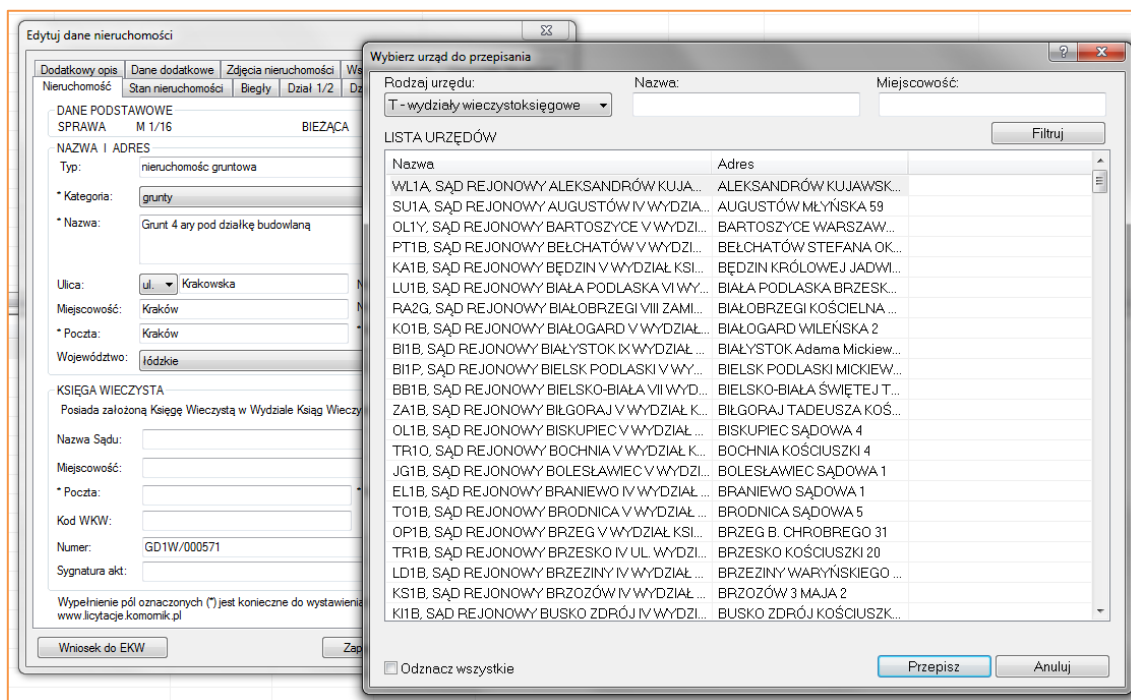 Edytuj dane nieruchomości
Dodatkowy opis Dane dodatkowe Zdjęcia nieruchomości
Nieruchomość Stan nieruchomości Biegły Dział 1/2
DANE PODSTAWOWE
SPRAWA M 1/16 BIEŻĄCA
NAZWA I ADRES
Typ: nieruchomośc gruntowa
* Kategoria: grunty
* Nazwa: Grunt 4 ary pod działkę budowlaną
Ulica: ul. Krakowska
Miejscowość: Kraków
* Poczta: Kraków
Województwo: łódzkie
KSIĘGA WIECZYSTA
Posiada założoną Księgę Wieczystą w Wydziale Ksiąg Wieczy
Nazwa Sądu:
Miejscowość:
* Poczta:
Kod WKW:
Numer: GD1W/000571
Sygnatura akt:
Wypełnienie pól oznaczonych (*) jest konieczne do wystawienia
www.licytacje.komornik.pl
Wniosek do EKW Zap
Wybierz urząd do przepisania
Rodzaj urzędu: Nazwa: Miejscowość:
T - wydziały wieczystoksięgowe
LISTA URZĘDÓW Filtruj
Nazwa Adres
WL1A, SĄD REJONOWY ALEKSANDRÓW KUJA... ALEKSANDRÓW KUJAWSK...
SU1A, SĄD REJONOWY AUGUSTÓW IV WYDZIA... AUGUSTÓW MŁYŃSKA 59
OL1Y, SĄD REJONOWY BARTOSZYCE V WYDZI... BARTOSZYCE WARSZAW...
PT1B, SĄD REJONOWY BEŁCHATÓW V WYDZI... BEŁCHATÓW STEFANA OK...
KA1B, SĄD REJONOWY BĘDZIN V WYDZIAŁ KSI... BĘDZIN KRÓLOWEJ JADWI...
LU1B, SĄD REJONOWY BIAŁA PODLASKA VI WY... BIAŁA PODLASKA BRZESK...
RA2G, SĄD REJONOWY BIAŁOBRZEGI VIII ZAMI... BIAŁOBRZEGI KOŚCIELNA ...
KO1B, SĄD REJONOWY BIAŁOGARD V WYDZIAŁ... BIAŁOGARD WILEŃSKA 2
BI1B, SĄD REJONOWY BIAŁYSTOK IX WYDZIAŁ ... BIAŁYSTOK Adama Mickiew...
BI1P, SĄD REJONOWY BIELSK PODLASKI V WY... BIELSK PODLASKI MICKIEW...
BB1B, SĄD REJONOWY BIELSKO-BIAŁA VII WYD... BIELSKO-BIAŁA ŚWIĘTEJ T...
ZA1B, SĄD REJONOWY BIŁGORAJ V WYDZIAŁ K... BIŁGORAJ TADEUSZA KOŚ...
OL1B, SĄD REJONOWY BISKUPIEC V WYDZIAŁ ... BISKUPIEC SĄDOWA 4
TR1O, SĄD REJONOWY BOCHNIA V WYDZIAŁ K... BOCHNIA KOŚCIUSZKI 4
JG1B, SĄD REJONOWY BOLESŁAWIEC V WYDZI... BOLESŁAWIEC SĄDOWA 1
EL1B, SĄD REJONOWY BRANIEWO IV WYDZIAŁ ... BRANIEWO SĄDOWA 1
TO1B, SĄD REJONOWY BRODNICA V WYDZIAŁ ... BRODNICA SĄDOWA 5
OP1B, SĄD REJONOWY BRZEG V WYDZIAŁ KSI... BRZEG B. CHROBREGO 31
TR1B, SĄD REJONOWY BRZESKO IV UL. WYDZI... BRZESKO KOŚCIUSZKI 20
LD1B, SĄD REJONOWY BRZEZINY IV WYDZIAŁ ... BRZEZINY WARYŃSKIEGO ...
KS1B, SĄD REJONOWY BRZOZÓW IV WYDZIAŁ ... BRZOZÓW 3 MAJA 2
KI1B, SĄD REJONOWY BUSKO ZDRÓJ IV WYDZI... BUSKO ZDRÓJ KOŚCIUSZK...
Odznacz wszystkie Przepisz Anuluj